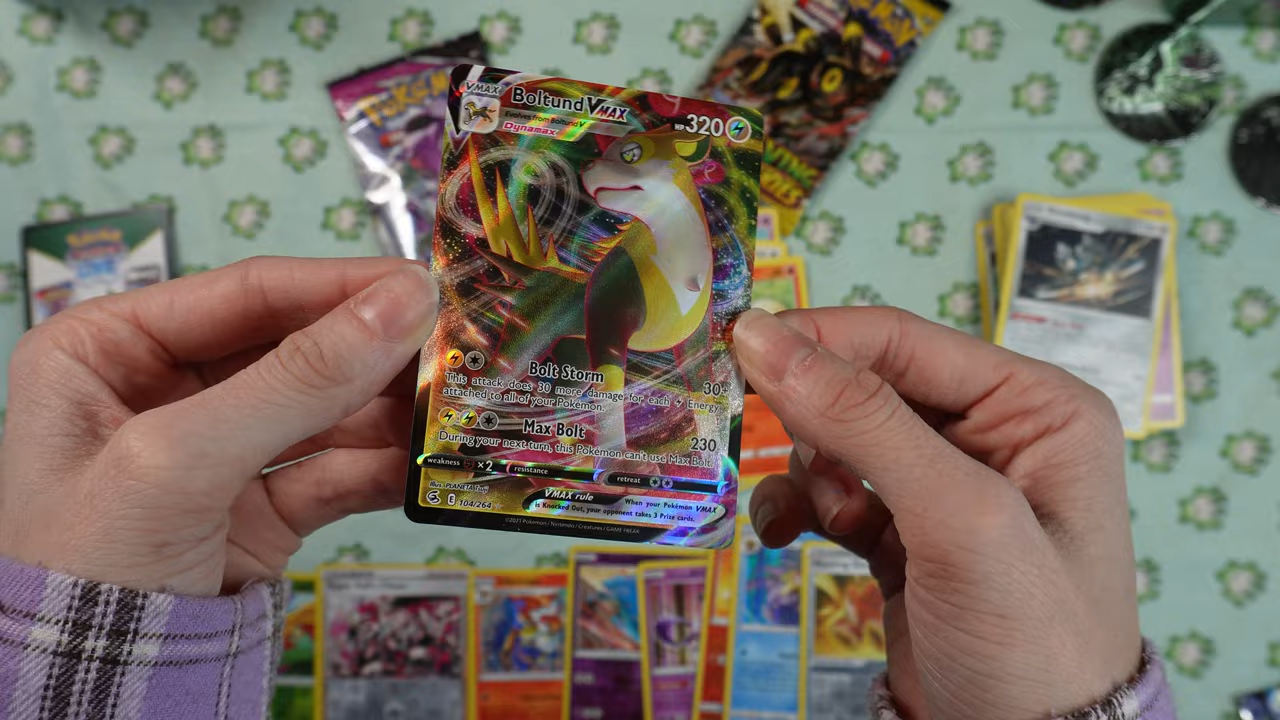 VMAX
Boltund VMAX
Evolves from Boltund V
Dynamax
HP 320
Bolt Storm
30+
This attack does 30 more damage for each Energy
attached to all of your Pokémon.
Max Bolt
230
During your next turn, this Pokémon can't use Max Bolt.
weakness ×2 resistance retreat
Illus. PLANETA Tsuji
E 104/264
VMAX rule
When your Pokémon VMAX
is Knocked Out, your opponent takes 3 Prize cards.
©2021 Pokémon / Nintendo / Creatures / GAME FREAK